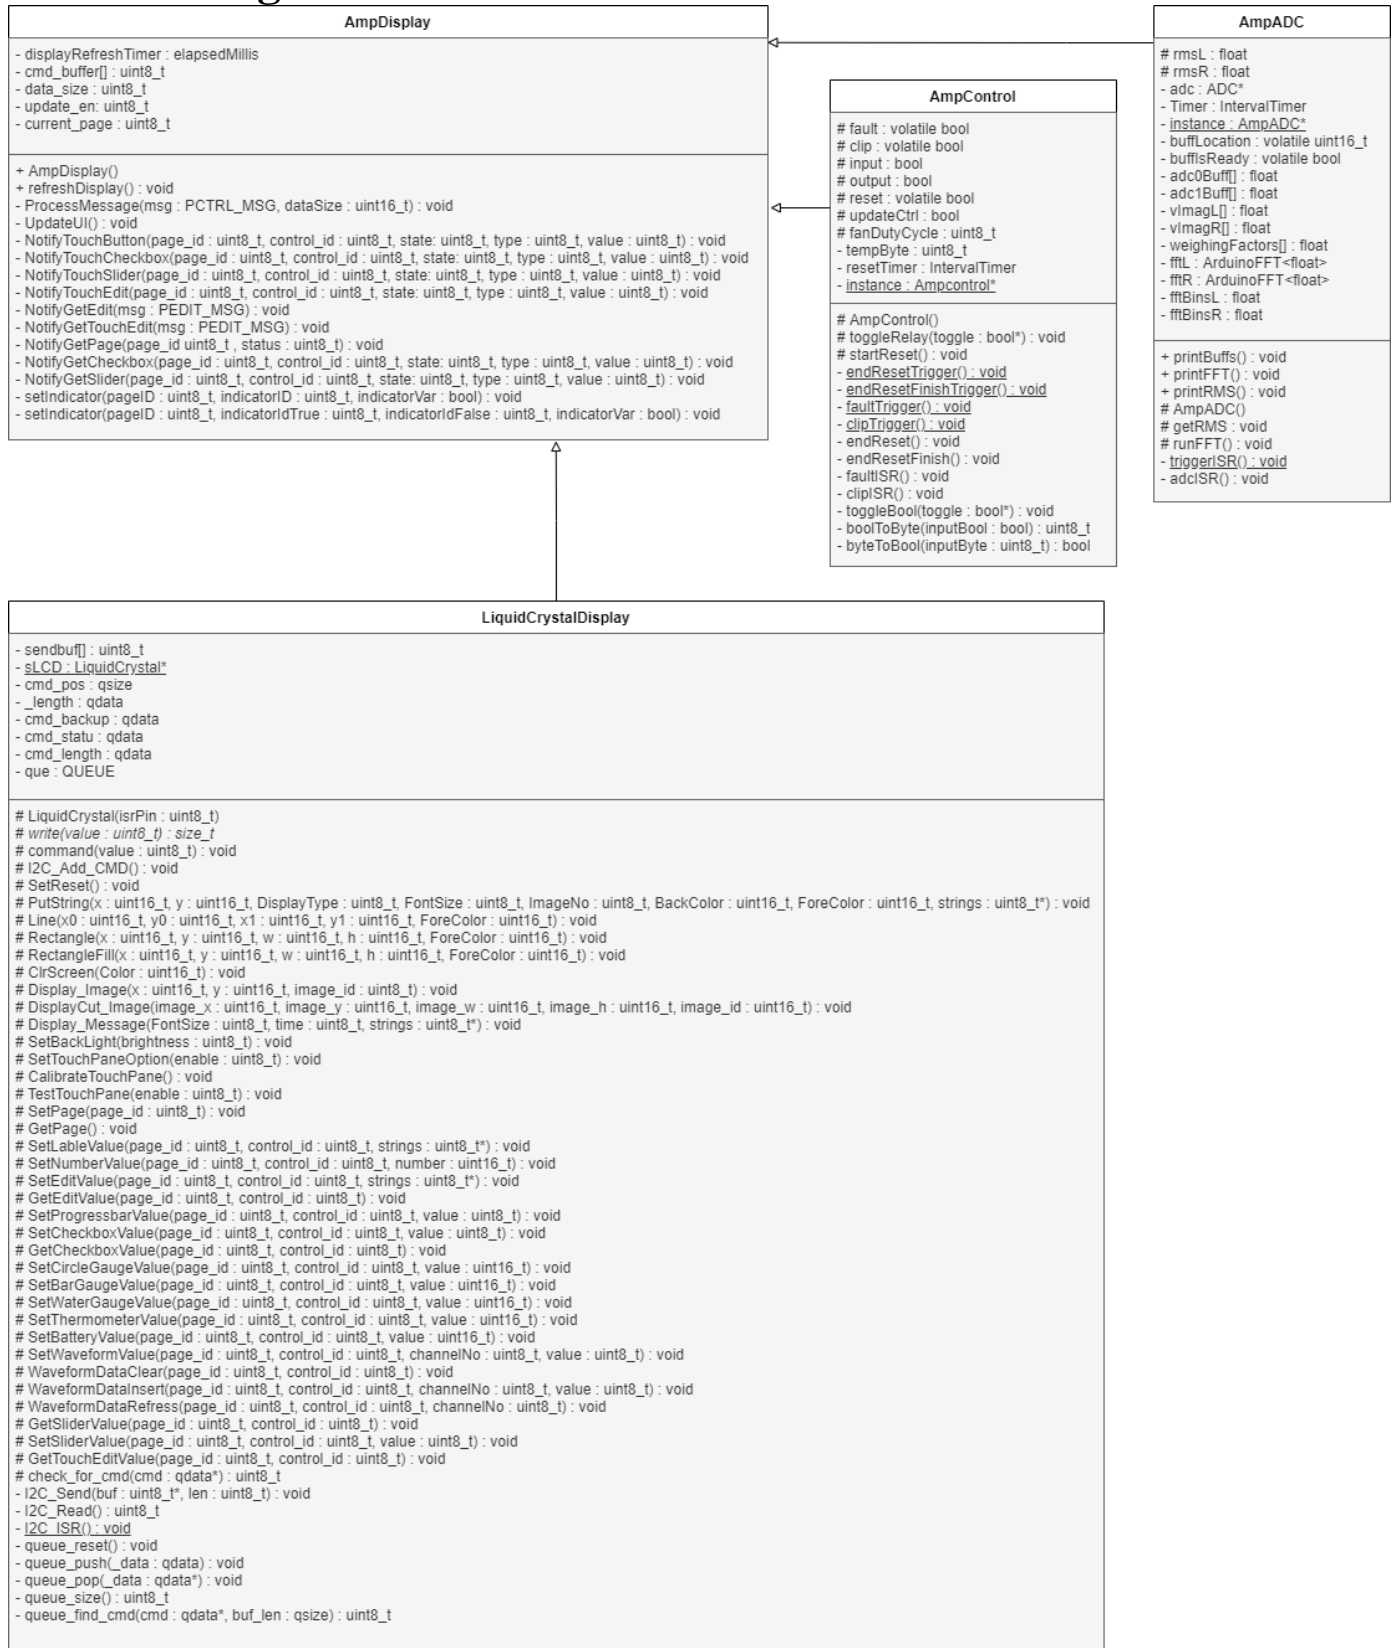 AmpDisplay
- displayRefreshTimer : elapsedMillis
- cmd_buffer[] : uint8_t
- data_size : uint8_t
- update_en: uint8_t
- current_page : uint8_t
+ AmpDisplay()
+ refreshDisplay() : void
- ProcessMessage(msg : PCTRL_MSG, dataSize : uint16_t) : void
- UpdateUI() : void
- NotifyTouchButton(page_id : uint8_t, control_id : uint8_t, state: uint8_t, type : uint8_t, value : uint8_t) : void
- NotifyTouchCheckbox(page_id : uint8_t, control_id : uint8_t, state: uint8_t, type : uint8_t, value : uint8_t) : void
- NotifyTouchSlider(page_id : uint8_t, control_id : uint8_t, state: uint8_t, type : uint8_t, value : uint8_t) : void
- NotifyTouchEdit(page_id : uint8_t, control_id : uint8_t, state: uint8_t, type : uint8_t, value : uint8_t) : void
- NotifyGetEdit(msg : PEDIT_MSG) : void
- NotifyGetTouchEdit(msg : PEDIT_MSG) : void
- NotifyGetPage(page_id uint8_t , status : uint8_t) : void
- NotifyGetCheckbox(page_id : uint8_t, control_id : uint8_t, state: uint8_t, type : uint8_t, value : uint8_t) : void
- NotifyGetSlider(page_id : uint8_t, control_id : uint8_t, state: uint8_t, type : uint8_t, value : uint8_t) : void
- setIndicator(pageID : uint8_t, indicatorID : uint8_t, indicatorVar : bool) : void
- setIndicator(pageID : uint8_t, indicatorIdTrue : uint8_t, indicatorIdFalse : uint8_t, indicatorVar : bool) : void
AmpControl
# fault : volatile bool
# clip : volatile bool
# input : bool
# output : bool
# reset : volatile bool
# updateCtrl : bool
# fanDutyCycle : uint8_t
- tempByte : uint8_t
- resetTimer : IntervalTimer
- instance : Ampcontrol*
# AmpControl()
# toggleRelay(toggle : bool*) : void
# startReset() : void
- endResetTrigger() : void
- endResetFinishTrigger() : void
- faultTrigger() : void
- clipTrigger() : void
- endReset() : void
- endResetFinish() : void
- faultISR() : void
- clipISR() : void
- toggleBool(toggle : bool*) : void
- boolToByte(inputBool : bool) : uint8_t
- byteToBool(inputByte : uint8_t) : bool
AmpADC
# rmsL : float
# rmsR : float
- adc : ADC*
- Timer : IntervalTimer
- instance : AmpADC*
- buffLocation : volatile uint16_t
- buffIsReady : volatile bool
- adc0Buff[] : float
- adc1Buff[] : float
- vImagL[] : float
- vImagR[] : float
- weighingFactors[] : float
- fftL : ArduinoFFT<float>
- fftR : ArduinoFFT<float>
- fftBinsL : float
- fftBinsR : float
+ printBuffs() : void
+ printFFT() : void
+ printRMS() : void
# AmpADC()
# getRMS : void
# runFFT() : void
- triggerISR() : void
- adcISR() : void
LiquidCrystalDisplay
- sendbuf[] : uint8_t
- sLCD : LiquidCrystal*
- cmd_pos : qsize
- _length : qdata
- cmd_backup : qdata
- cmd_statu : qdata
- cmd_length : qdata
- que : QUEUE
# LiquidCrystal(isrPin : uint8_t)
# write(value : uint8_t) : size_t
# command(value : uint8_t) : void
# I2C_Add_CMD() : void
# SetReset() : void
# PutString(x : uint16_t, y : uint16_t, DisplayType : uint8_t, FontSize : uint8_t, ImageNo : uint8_t, BackColor : uint16_t, ForeColor : uint16_t, strings : uint8_t*) : void
# Line(x0 : uint16_t, y0 : uint16_t, x1 : uint16_t, y1 : uint16_t, ForeColor : uint16_t) : void
# Rectangle(x : uint16_t, y : uint16_t, w : uint16_t, h : uint16_t, ForeColor : uint16_t) : void
# RectangleFill(x : uint16_t, y : uint16_t, w : uint16_t, h : uint16_t, ForeColor : uint16_t) : void
# ClrScreen(Color : uint16_t) : void
# Display_Image(x : uint16_t, y : uint16_t, image_id : uint8_t) : void
# DisplayCut_Image(image_x : uint16_t, image_y : uint16_t, image_w : uint16_t, image_h : uint16_t, image_id : uint16_t) : void
# Display_Message(FontSize : uint8_t, time : uint8_t, strings : uint8_t*) : void
# SetBackLight(brightness : uint8_t) : void
# SetTouchPaneOption(enable : uint8_t) : void
# CalibrateTouchPane() : void
# TestTouchPane(enable : uint8_t) : void
# SetPage(page_id : uint8_t) : void
# GetPage() : void
# SetLableValue(page_id : uint8_t, control_id : uint8_t, strings : uint8_t*) : void
# SetNumberValue(page_id : uint8_t, control_id : uint8_t, number : uint16_t) : void
# SetEditValue(page_id : uint8_t, control_id : uint8_t, strings : uint8_t*) : void
# GetEditValue(page_id : uint8_t, control_id : uint8_t) : void
# SetProgressbarValue(page_id : uint8_t, control_id : uint8_t, value : uint8_t) : void
# SetCheckboxValue(page_id : uint8_t, control_id : uint8_t, value : uint8_t) : void
# GetCheckboxValue(page_id : uint8_t, control_id : uint8_t) : void
# SetCircleGaugeValue(page_id : uint8_t, control_id : uint8_t, value : uint16_t) : void
# SetBarGaugeValue(page_id : uint8_t, control_id : uint8_t, value : uint16_t) : void
# SetWaterGaugeValue(page_id : uint8_t, control_id : uint8_t, value : uint16_t) : void
# SetThermometerValue(page_id : uint8_t, control_id : uint8_t, value : uint16_t) : void
# SetBatteryValue(page_id : uint8_t, control_id : uint8_t, value : uint16_t) : void
# SetWaveformValue(page_id : uint8_t, control_id : uint8_t, channelNo : uint8_t, value : uint8_t) : void
# WaveformDataClear(page_id : uint8_t, control_id : uint8_t) : void
# WaveformDataInsert(page_id : uint8_t, control_id : uint8_t, channelNo : uint8_t, value : uint8_t) : void
# WaveformDataRefress(page_id : uint8_t, control_id : uint8_t, channelNo : uint8_t) : void
# GetSliderValue(page_id : uint8_t, control_id : uint8_t) : void
# SetSliderValue(page_id : uint8_t, control_id : uint8_t, value : uint8_t) : void
# GetTouchEditValue(page_id : uint8_t, control_id : uint8_t) : void
# check_for_cmd(cmd : qdata*) : uint8_t
- I2C_Send(buf : uint8_t*, len : uint8_t) : void
- I2C_Read() : uint8_t
- I2C_ISR() : void
- queue_reset() : void
- queue_push(_data : qdata) : void
- queue_pop(_data : qdata*) : void
- queue_size() : uint8_t
- queue_find_cmd(cmd : qdata*, buf_len : qsize) : uint8_t